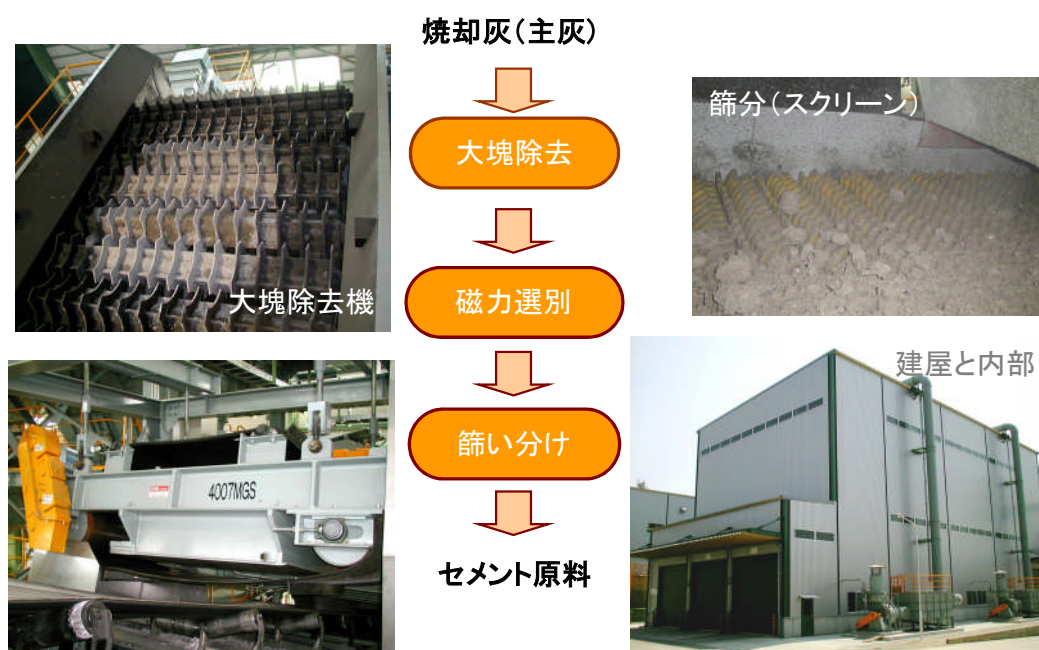 焼却灰(主灰)
大塊除去
磁力選別
篩い分け
セメント原料
大塊除去機
4007MGS
篩分(スクリーン)
建屋と内部